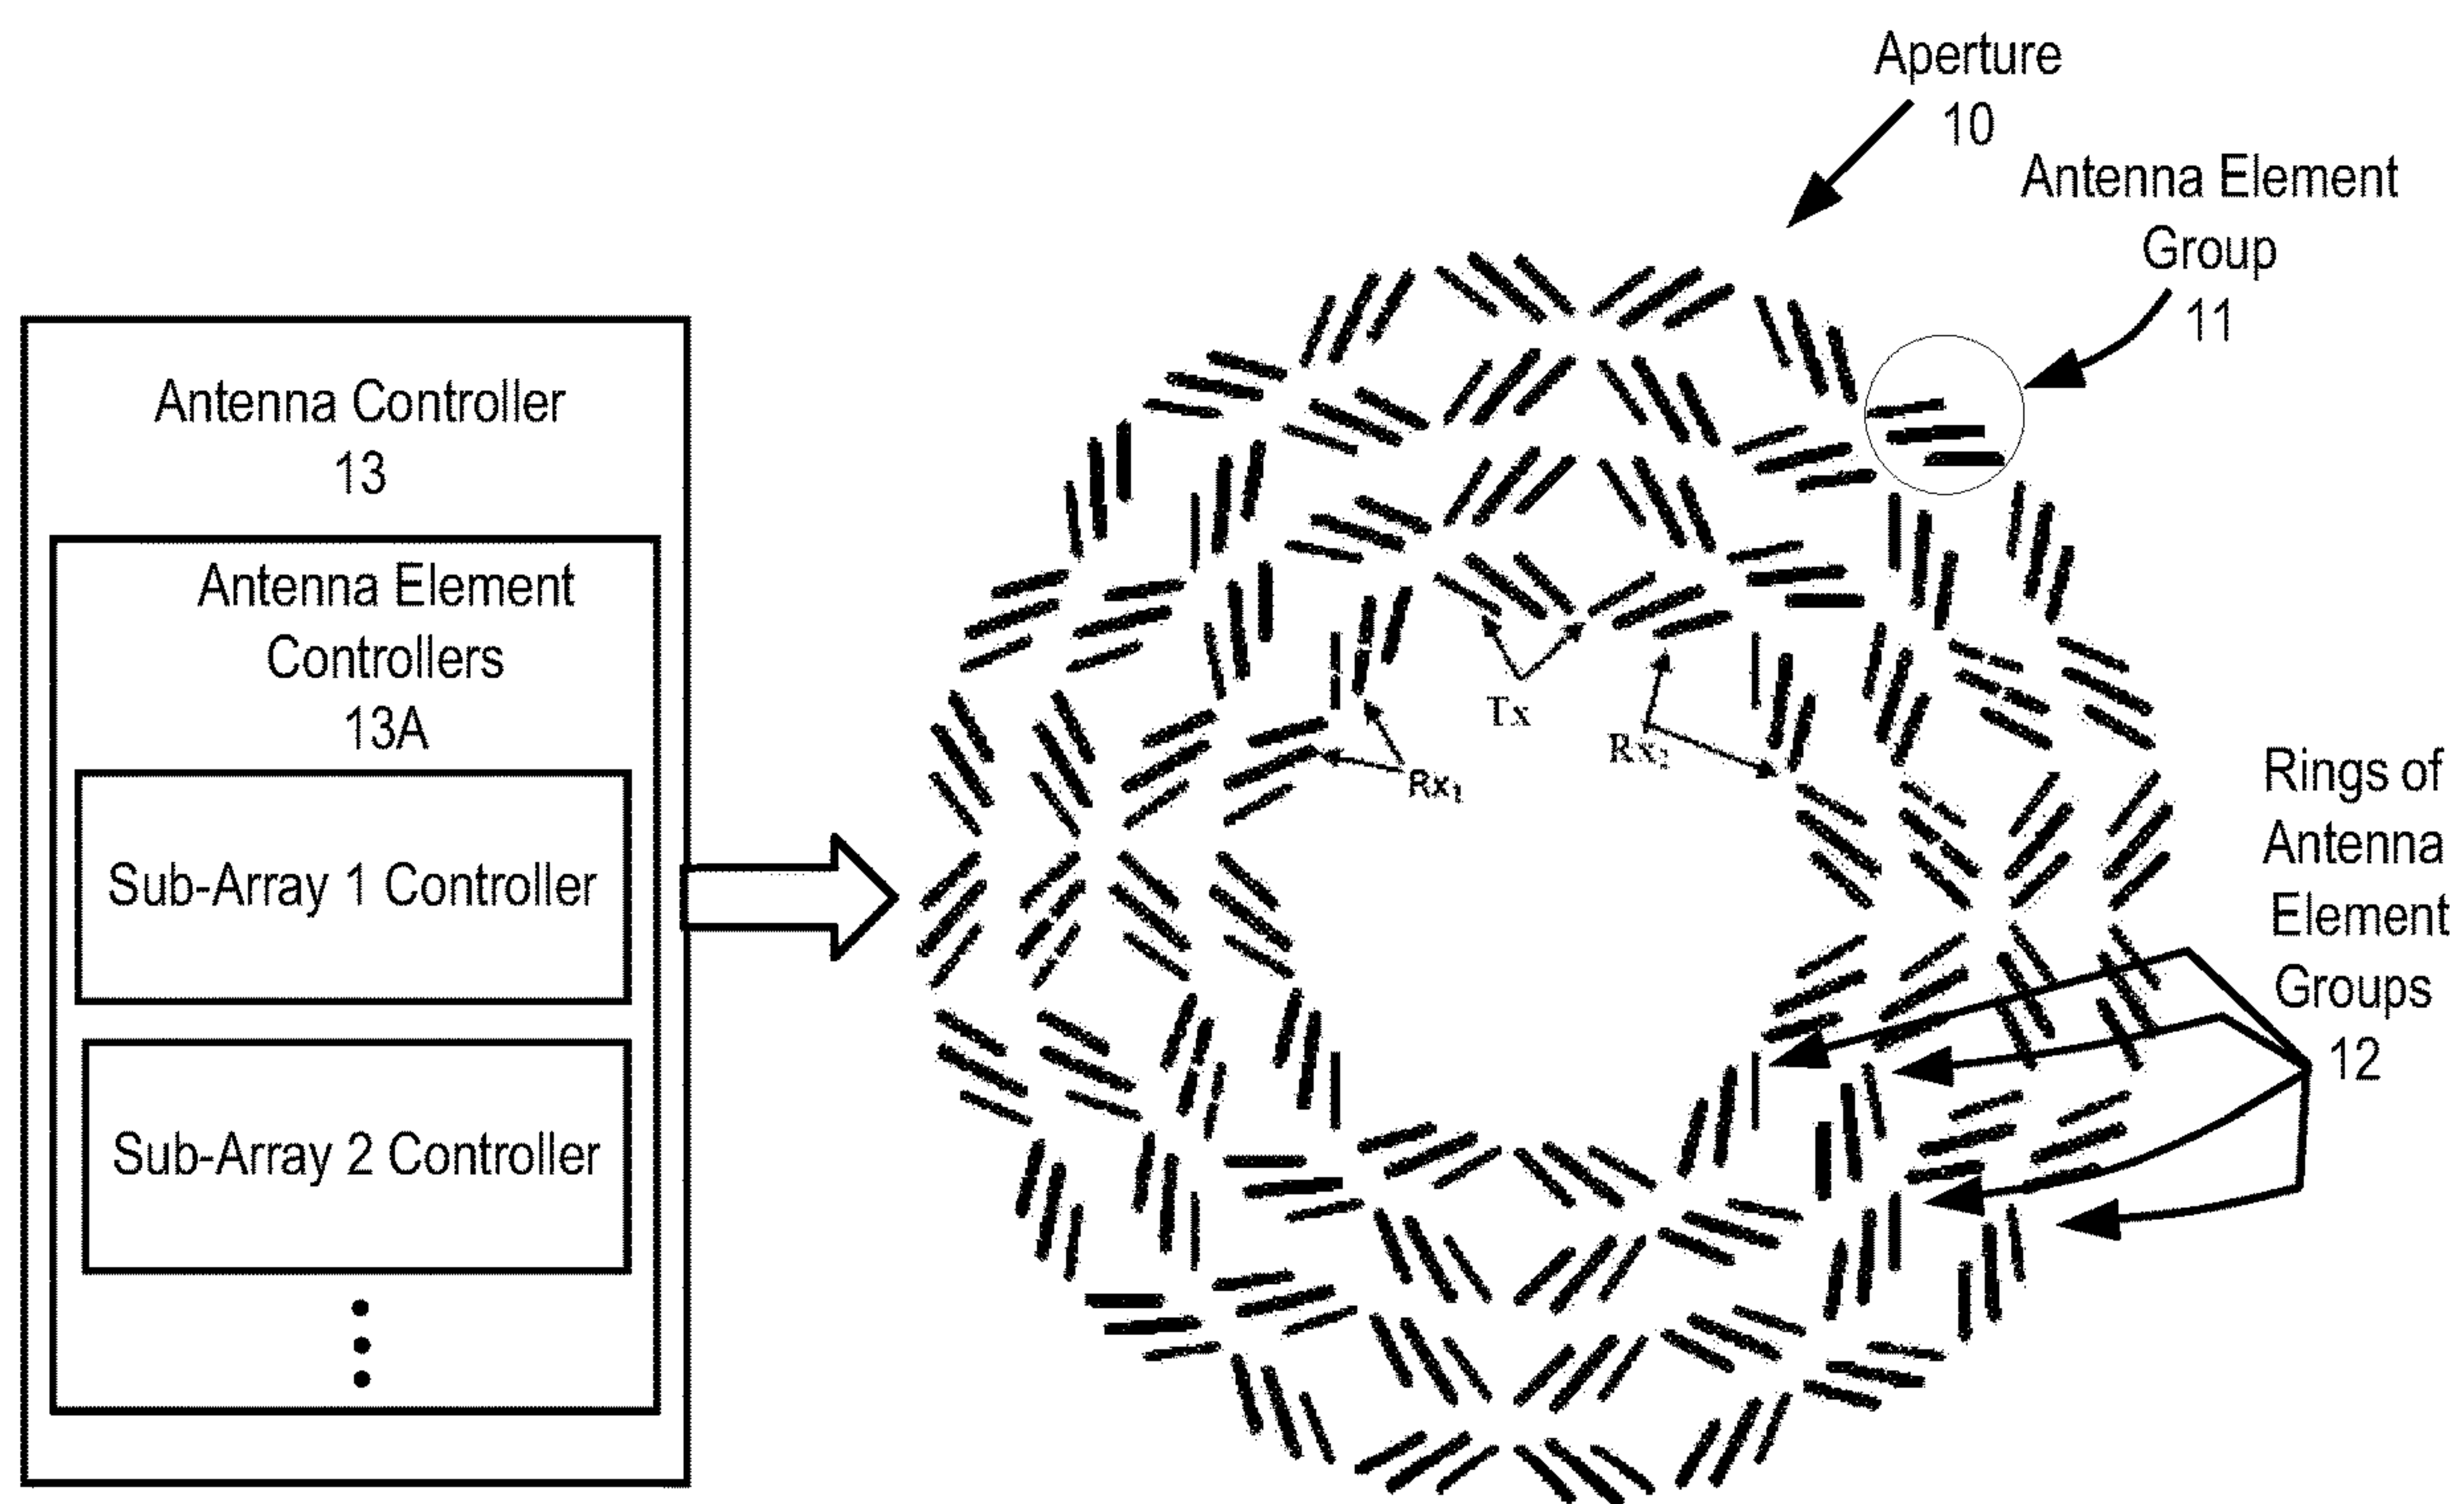 Aperture
10
Antenna Element
Group
11
Antenna Controller
13
Antenna Element
Controllers
13A
Sub-Array 1 Controller
Sub-Array 2 Controller
Tx
Rx₂
Rx₁
Rings of
Antenna
Element
Groups
12